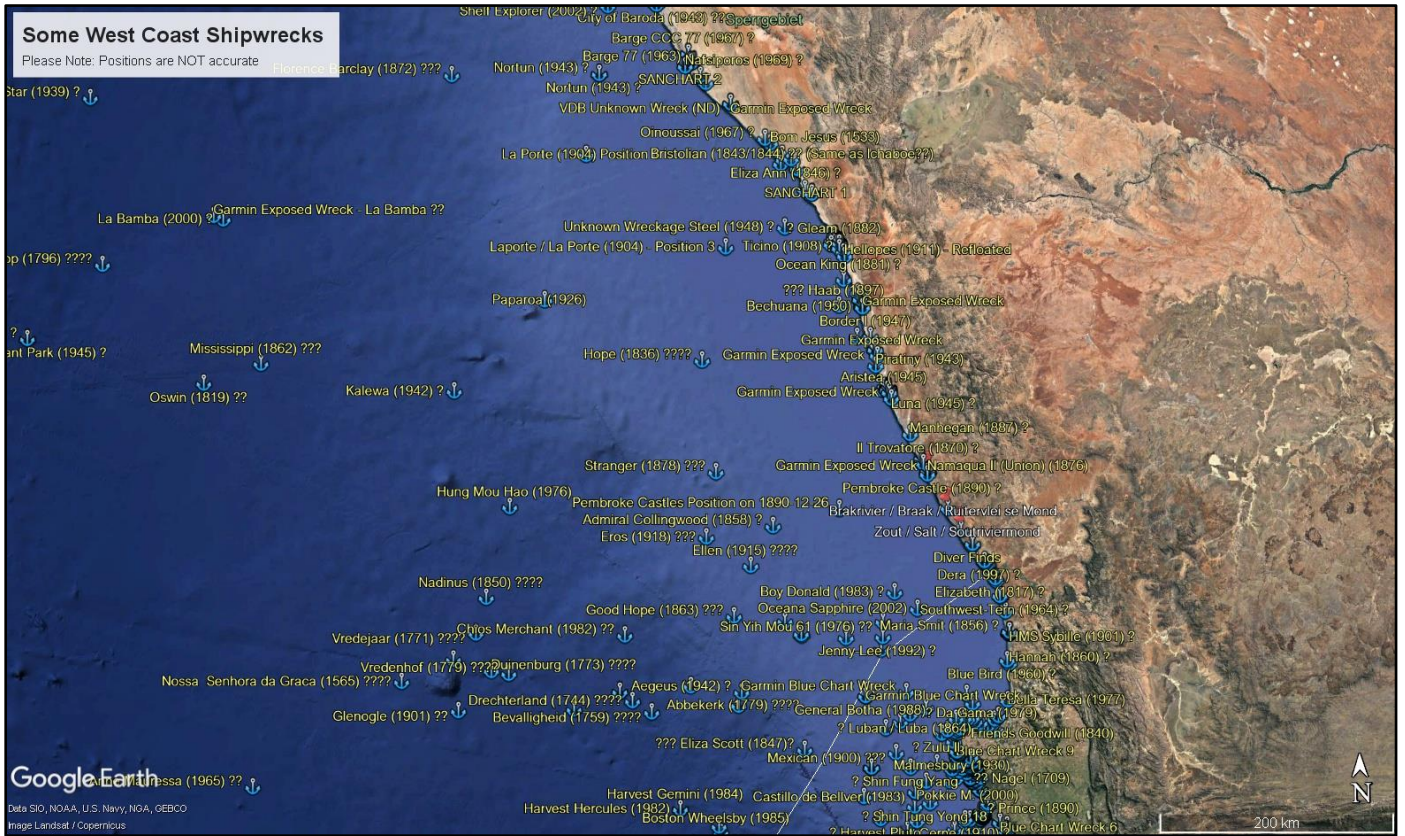 Some West Coast Shipwrecks
Please Note: Positions are NOT accurate
Shell Explorer (2002) ?
City of Baroda (1943) ??
Sperrgebiet
Barge CCC 77 (1967) ?
Barge 77 (1963)
Natsiporos (1969) ?
Florence Barclay (1872) ???
Nortun (1943) ?
SANCHART 2
Star (1939) ?
Nortun (1943) ?
VDB Unknown Wreck (ND)
Garmin Exposed Wreck
Oinoussai (1967) ?
Bom Jesus (1533)
La Porte (1904) Position
Bristolian (1843/1844) ?? (Same as Ichaboe??)
Eliza Ann (1846) ?
SANCHART 1
La Bamba (2000) ?
Garmin Exposed Wreck - La Bamba ??
Unknown Wreckage Steel (1948) ?
? Gleam (1882)
Laporte / La Porte (1904) - Position 3
Ticino (1908) ?
Hellopes (1911) - Refloated
op (1796) ????
Ocean King (1881) ?
??? Haab (1897)
Paparoa (1926)
Bechuana (1950)
Garmin Exposed Wreck
Border I (1947)
?
Garmin Exposed Wreck
ant Park (1945) ?
Mississippi (1862) ???
Hope (1836) ????
Garmin Exposed Wreck
Piratiny (1943)
Aristea (1945)
Oswin (1819) ??
Kalewa (1942) ?
Garmin Exposed Wreck
Luna (1945) ?
Manhegan (1887) ?
Il Trovatore (1870) ?
Stranger (1878) ???
Garmin Exposed Wreck
Namaqua II (Union) (1876)
Hung Mou Hao (1976)
Pembroke Castle (1890) ?
Pembroke Castles Position on 1890-12-26
Brakrivier / Braak / Ruitervlei se Mond
Admiral Collingwood (1858) ?
Zout / Salt / Soutriviermond
Eros (1918) ???
Ellen (1915) ????
Diver Finds
Dera (1997) ?
Nadinus (1850) ????
Boy Donald (1983) ?
Elizabeth (1817) ?
Good Hope (1863) ???
Oceana Sapphire (2002)
Southwest-Tern (1964) ?
Chios Merchant (1982) ??
Sin Yih Mou 61 (1976) ??
Maria Smit (1856) ?
Vredejaar (1771) ????
HMS Sybille (1901) ?
Jenny Lee (1992) ?
Hannah (1860) ?
Vredenhof (1779) ????
Duinenburg (1773) ????
Blue Bird (1960) ?
Nossa Senhora da Graca (1565) ????
Aegeus (1942) ?
Garmin Blue Chart Wreck
Garmin Blue Chart Wreck
Drechterland (1744) ????
Abbekerk (1779) ????
Bella Teresa (1977)
Glenogle (1901) ??
Bevalligheid (1759) ????
General Botha (1988)
? Da Gama (1979)
? Luban / Luba (1864)
Friends Goodwill (1840)
??? Eliza Scott (1847)?
? Zulu II
Blue Chart Wreck 9
Mexican (1900) ???
Malmesbury (1930)
Google Earth
(1965) ??
? Shin Fung Yang
?? Nagel (1709)
Harvest Gemini (1984)
Castillo de Bellver (1983)
Pokkie M (2000)
Data SIO, NOAA, U.S. Navy, NGA, GEBCO
Harvest Hercules (1982)
? Prince (1890)
Boston Wheelsby (1985)
? Shin Tung Yong 18
Image Landsat / Copernicus
? Harvest Pluto
(1910)
Blue Chart Wreck 6
200 km
N